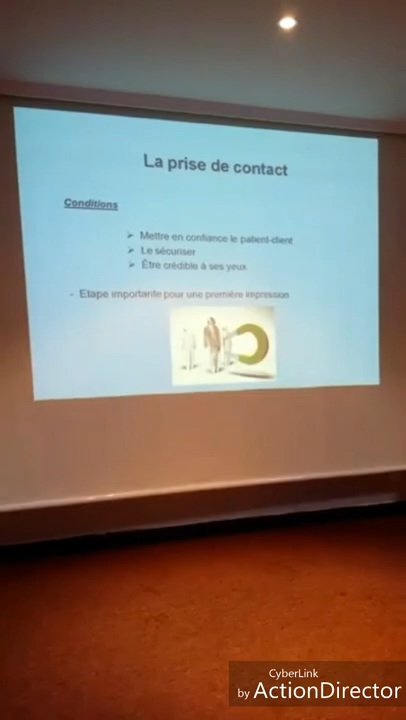 La prise de contact
Conditions
➢ Mettre en confiance le patient-client
➢ Le sécuriser
➢ Être crédible à ses yeux
- Etape importante pour une première impression
CyberLink
by ActionDirector